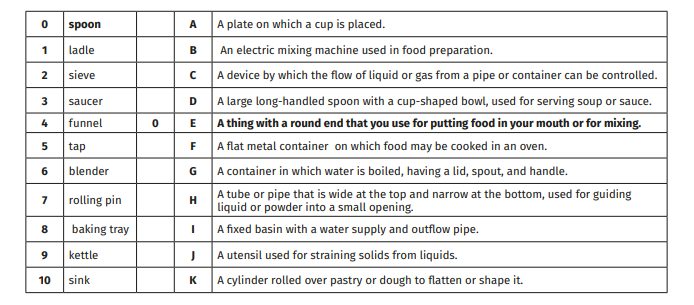 0 spoon A A plate on which a cup is placed.
1 ladle B An electric mixing machine used in food preparation.
2 sieve C A device by which the flow of liquid or gas from a pipe or container can be controlled.
3 saucer D A large long-handled spoon with a cup-shaped bowl, used for serving soup or sauce.
4 funnel 0 E A thing with a round end that you use for putting food in your mouth or for mixing.
5 tap F A flat metal container on which food may be cooked in an oven.
6 blender G A container in which water is boiled, having a lid, spout, and handle.
7 rolling pin H A tube or pipe that is wide at the top and narrow at the bottom, used for guiding
liquid or powder into a small opening.
8 baking tray I A fixed basin with a water supply and outflow pipe.
9 kettle J A utensil used for straining solids from liquids.
10 sink K A cylinder rolled over pastry or dough to flatten or shape it.